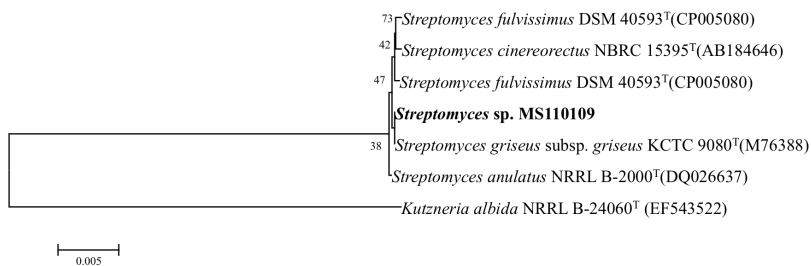 73
Streptomyces fulvissimus DSM 40593ᵀ(CP005080)
42
Streptomyces cinereorectus NBRC 15395ᵀ(AB184646)
47
Streptomyces fulvissimus DSM 40593ᵀ(CP005080)
Streptomyces sp. MS110109
38
Streptomyces griseus subsp. griseus KCTC 9080ᵀ(M76388)
Streptomyces anulatus NRRL B-2000ᵀ(DQ026637)
Kutzneria albida NRRL B-24060ᵀ (EF543522)
0.005